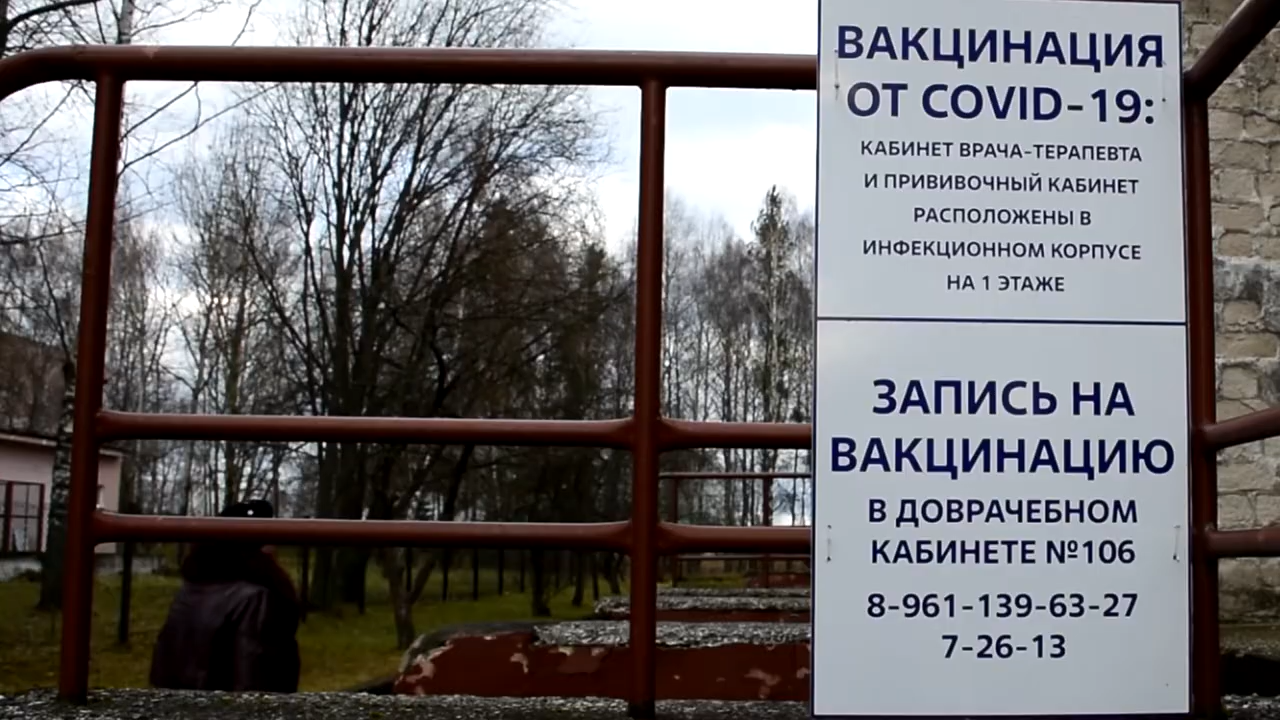 ВАКЦИНАЦИЯ
ОТ COVID-19:
КАБИНЕТ ВРАЧА-ТЕРАПЕВТА
И ПРИВИВОЧНЫЙ КАБИНЕТ
РАСПОЛОЖЕНЫ В
ИНФЕКЦИОННОМ КОРПУСЕ
НА 1 ЭТАЖЕ
ЗАПИСЬ НА
ВАКЦИНАЦИЮ
В ДОВРАЧЕБНОМ
КАБИНЕТЕ №106
8-961-139-63-27
7-26-13